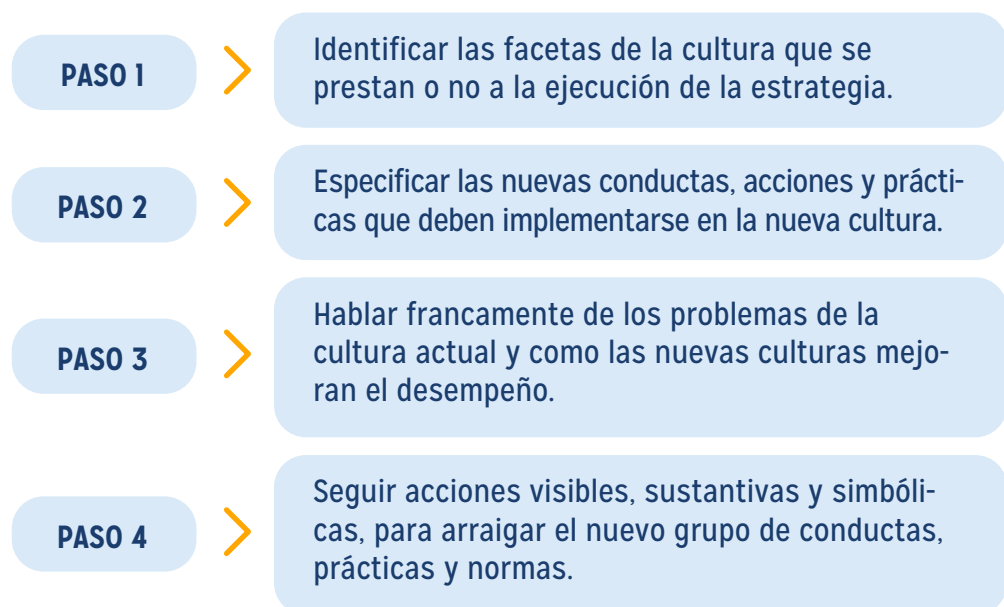 PASO 1
Identificar las facetas de la cultura que se
prestan o no a la ejecución de la estrategia.
PASO 2
Especificar las nuevas conductas, acciones y prácti-
cas que deben implementarse en la nueva cultura.
PASO 3
Hablar francamente de los problemas de la
cultura actual y como las nuevas culturas mejo-
ran el desempeño.
PASO 4
Seguir acciones visibles, sustantivas y simbóli-
cas, para arraigar el nuevo grupo de conductas,
prácticas y normas.